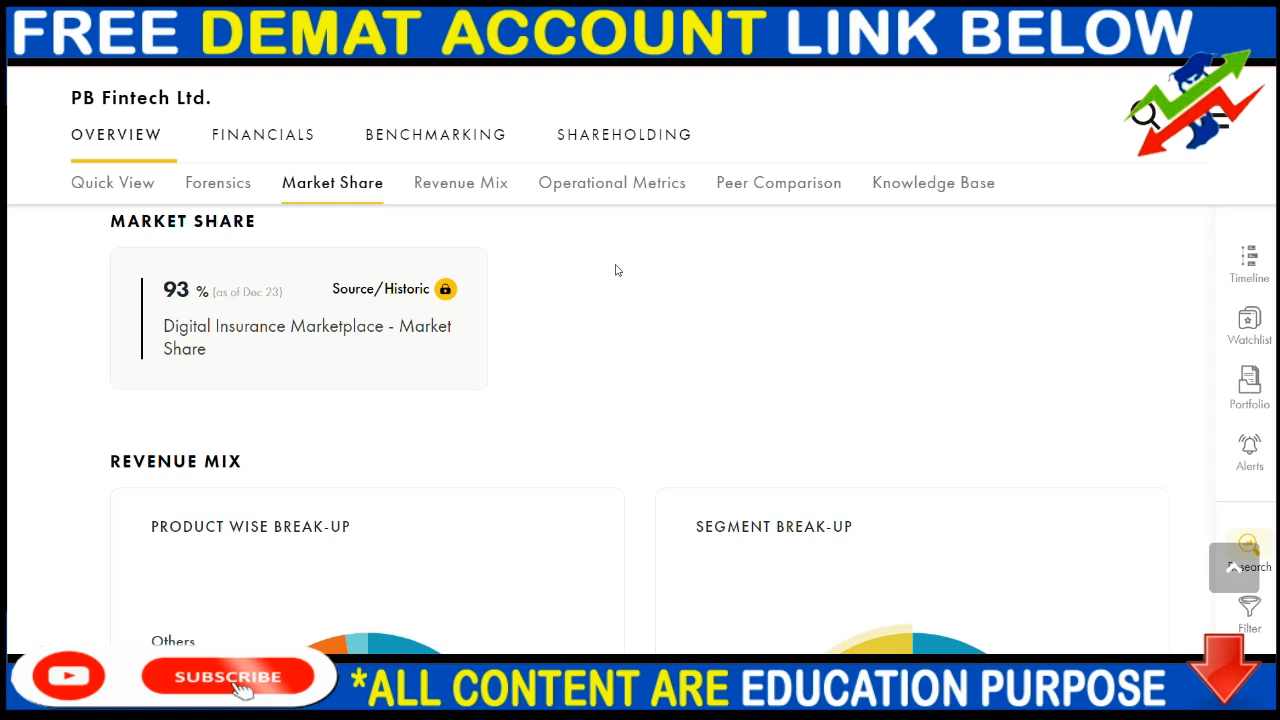 FREE DEMAT ACCOUNT LINK BELOW
PB Fintech Ltd.
OVERVIEW FINANCIALS BENCHMARKING SHAREHOLDING
Quick View Forensics Market Share Revenue Mix Operational Metrics Peer Comparison Knowledge Base
MARKET SHARE
93 % (as of Dec 23) Source/Historic
Digital Insurance Marketplace - Market
Share
Timeline
Watchlist
Portfolio
Alerts
REVENUE MIX
PRODUCT WISE BREAK-UP SEGMENT BREAK-UP
Research
Filter
Others
SUBSCRIBE
*ALL CONTENT ARE EDUCATION PURPOSE